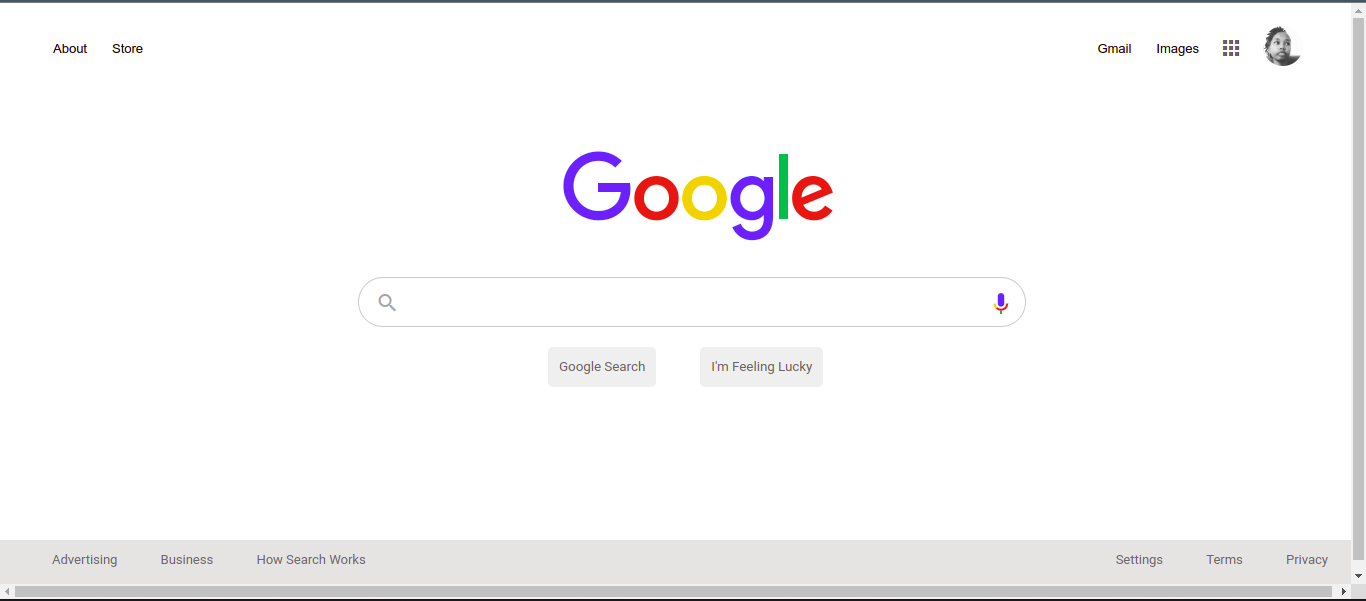 About Store Gmail Images
Google
Google Search I'm Feeling Lucky
Advertising Business How Search Works Settings Terms Privacy